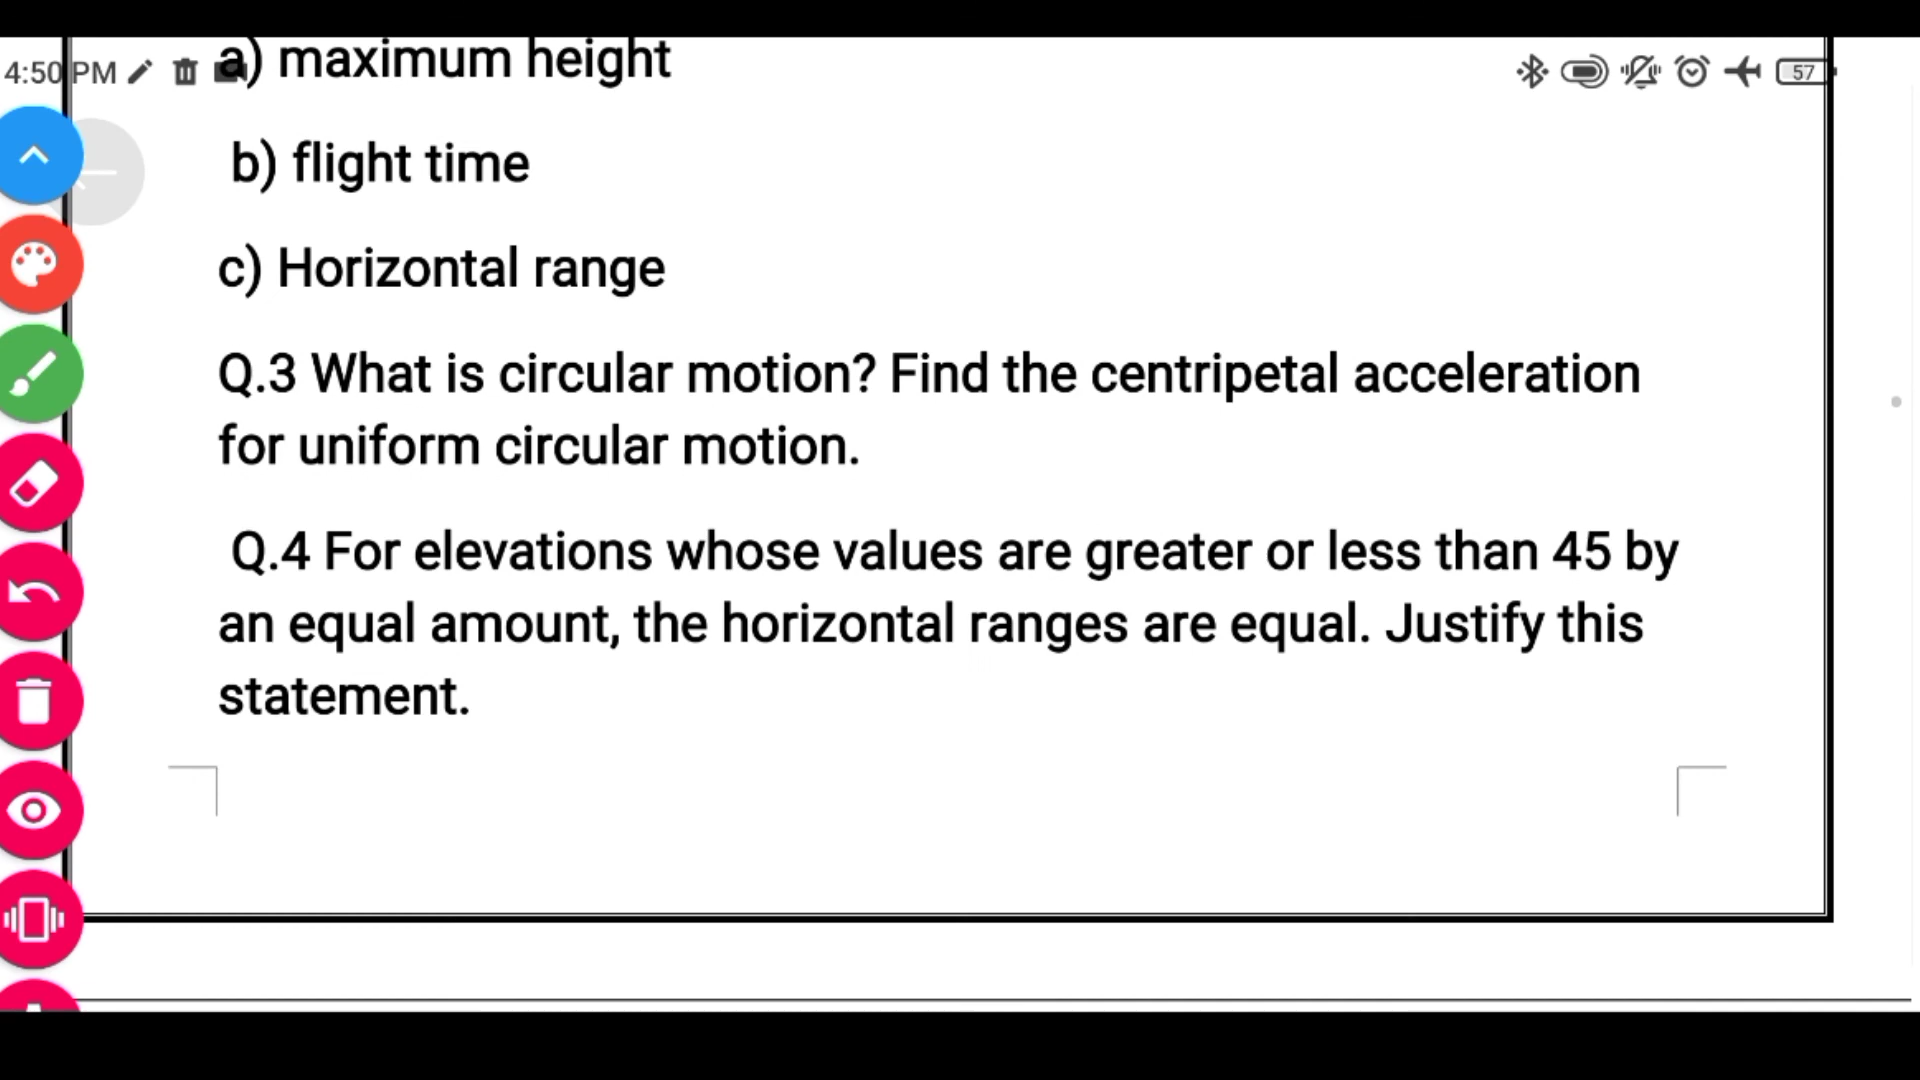 a) maximum height
4:50 PM 57
b) flight time
c) Horizontal range
Q.3 What is circular motion? Find the centripetal acceleration
for uniform circular motion.
Q.4 For elevations whose values are greater or less than 45 by
an equal amount, the horizontal ranges are equal. Justify this
statement.